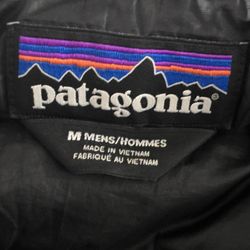 patagonia®
M MENS/HOMMES
MADE IN VIETNAM
FABRIQUÉ AU VIETNAM